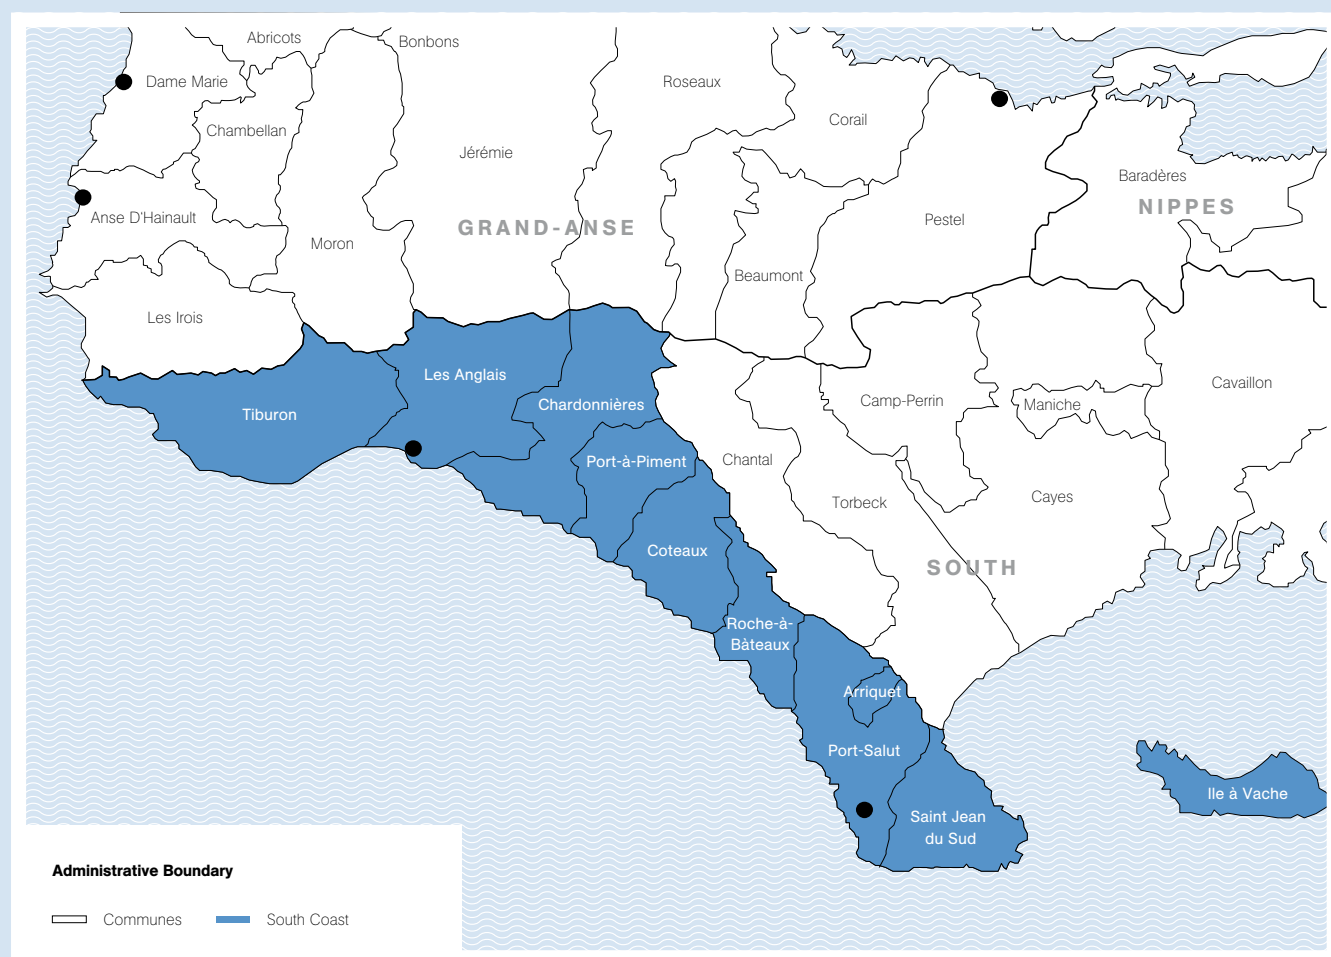 Abricots
Bonbons
Dame Marie
Roseaux
Corail
Chambellan
Jérémie
Baradères
NIPPES
Anse D'Hainault
Pestel
GRAND-ANSE
Moron
Beaumont
Les Irois
Les Anglais
Cavaillon
Chardonnières
Camp-Perrin
Maniche
Tiburon
Port-à-Piment
Chantal
Cayes
Torbeck
Coteaux
SOUTH
Roche-à-
Bàteaux
Arriquet
Port-Salut
Ile à Vache
Saint Jean
du Sud
Administrative Boundary
Communes
South Coast